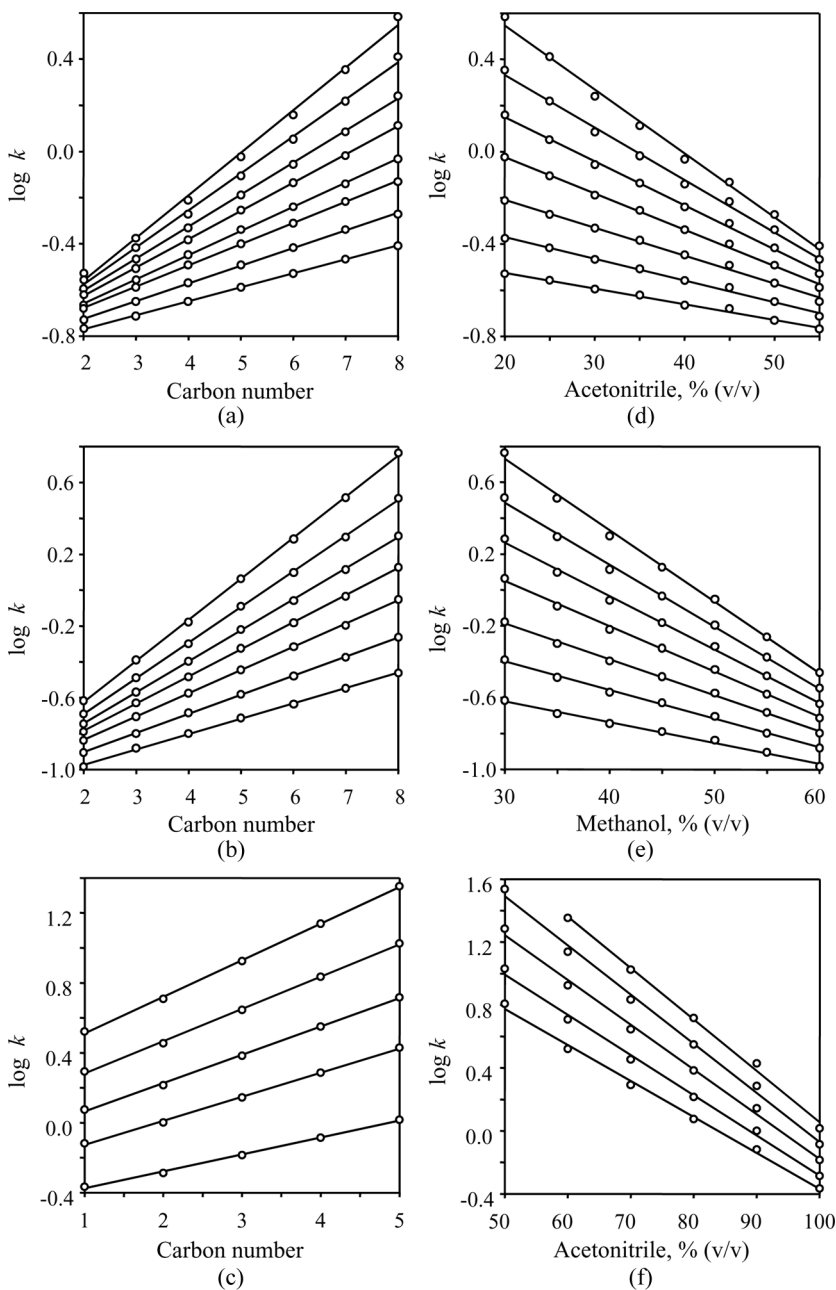 0.4
0.0
-0.4
-0.8
log k
2 3 4 5 6 7 8
Carbon number
(a)
0.4
0.0
-0.4
-0.8
log k
20 30 40 50
Acetonitrile, % (v/v)
(d)
0.6
0.2
-0.2
-0.6
-1.0
log k
2 3 4 5 6 7 8
Carbon number
(b)
0.6
0.2
-0.2
-0.6
-1.0
log k
30 40 50 60
Methanol, % (v/v)
(e)
1.2
0.8
0.4
0.0
-0.4
log k
1 2 3 4 5
Carbon number
(c)
1.6
1.2
0.8
0.4
0.0
-0.4
log k
50 60 70 80 90 100
Acetonitrile, % (v/v)
(f)